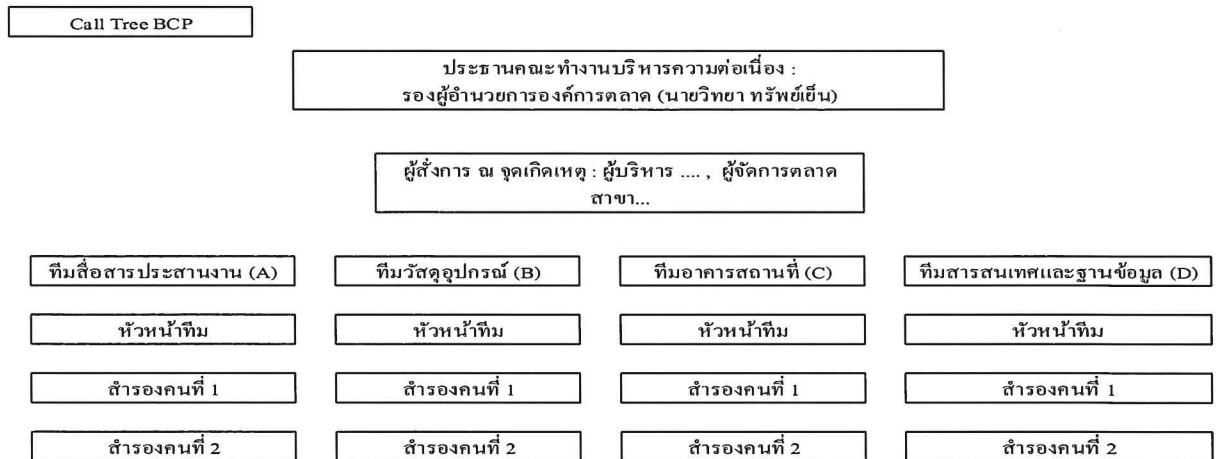 Call Tree BCP
ประธานคณะทำงานบริหารความต่อเนื่อง :
รองผู้อำนวยการองค์การตลาด (นายวิทยา ทรัพย์เย็น)
ผู้สั่งการ ณ จุดเกิดเหตุ : ผู้บริหาร .... , ผู้จัดการตลาด
สาขา...
ทีมสื่อสารประสานงาน (A) ทีมวัสดุอุปกรณ์ (B) ทีมอาคารสถานที่ (C) ทีมสารสนเทศและฐานข้อมูล (D)
หัวหน้าทีม หัวหน้าทีม หัวหน้าทีม หัวหน้าทีม
สำรองคนที่ 1 สำรองคนที่ 1 สำรองคนที่ 1 สำรองคนที่ 1
สำรองคนที่ 2 สำรองคนที่ 2 สำรองคนที่ 2 สำรองคนที่ 2